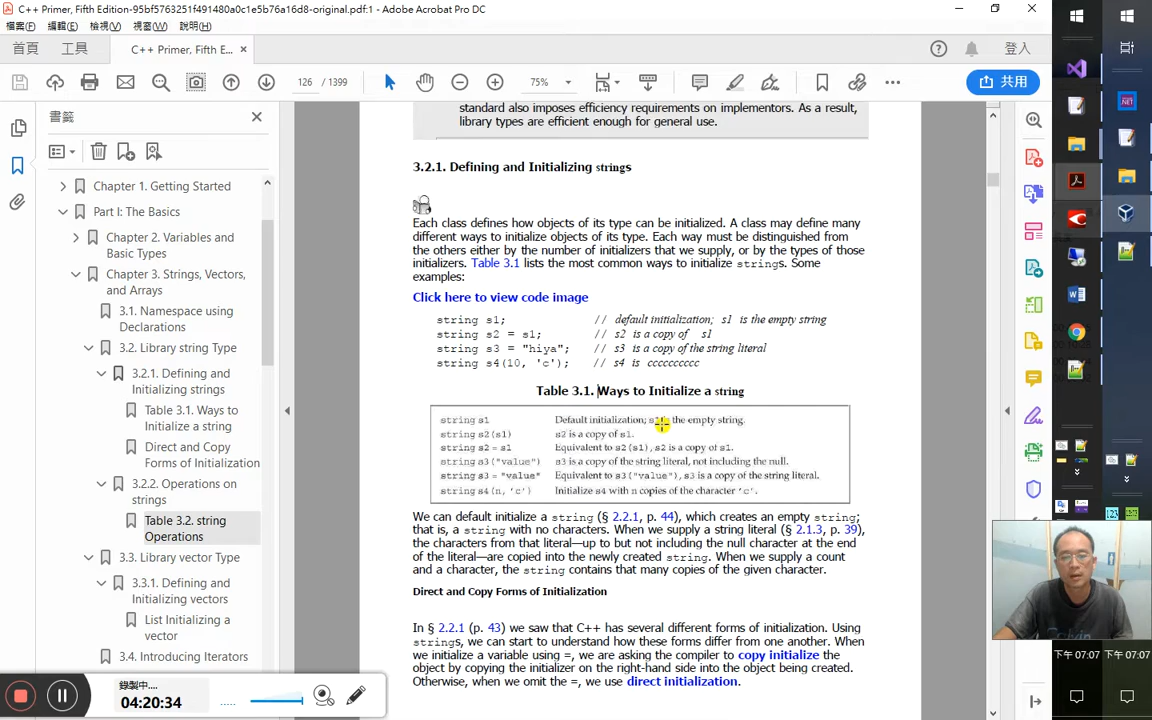 C++ Primer, Fifth Edition-95bf5763251f491480a0c1e5b76a16d8-original.pdf:1 - Adobe Acrobat Pro DC
檔案(F) 編輯(E) 檢視(V) 視窗(W) 說明(H)
首頁 工具 C++ Primer, Fifth E... × 登入
126 / 1399 75% 共用
書籤
Chapter 1. Getting Started
Part I: The Basics
Chapter 2. Variables and
Basic Types
Chapter 3. Strings, Vectors,
and Arrays
3.1. Namespace using
Declarations
3.2. Library string Type
3.2.1. Defining and
Initializing strings
Table 3.1. Ways to
Initialize a string
Direct and Copy
Forms of Initialization
3.2.2. Operations on
strings
Table 3.2. string
Operations
3.3. Library vector Type
3.3.1. Defining and
Initializing vectors
List Initializing a
vector
3.4. Introducing Iterators
standard also imposes efficiency requirements on implementors. As a result,
library types are efficient enough for general use.
3.2.1. Defining and Initializing strings
Each class defines how objects of its type can be initialized. A class may define many
different ways to initialize objects of its type. Each way must be distinguished from
the others either by the number of initializers that we supply, or by the types of those
initializers. Table 3.1 lists the most common ways to initialize strings. Some
examples:
Click here to view code image
string s1; // default initialization; s1 is the empty string
string s2 = s1; // s2 is a copy of s1
string s3 = "hiya"; // s3 is a copy of the string literal
string s4(10, 'c'); // s4 is cccccccccc
Table 3.1. Ways to Initialize a string
string s1 Default initialization; s1 is the empty string.
string s2(s1) s2 is a copy of s1.
string s2 = s1 Equivalent to s2(s1), s2 is a copy of s1.
string s3("value") s3 is a copy of the string literal, not including the null.
string s3 = "value" Equivalent to s3("value"), s3 is a copy of the string literal.
string s4(n, 'c') Initialize s4 with n copies of the character 'c'.
We can default initialize a string (§ 2.2.1, p. 44), which creates an empty string;
that is, a string with no characters. When we supply a string literal (§ 2.1.3, p. 39),
the characters from that literal—up to but not including the null character at the end
of the literal—are copied into the newly created string. When we supply a count
and a character, the string contains that many copies of the given character.
Direct and Copy Forms of Initialization
In § 2.2.1 (p. 43) we saw that C++ has several different forms of initialization. Using
strings, we can start to understand how these forms differ from one another. When
we initialize a variable using =, we are asking the compiler to copy initialize the
object by copying the initializer on the right-hand side into the object being created.
Otherwise, when we omit the =, we use direct initialization.
錄製中....
04:20:34
下午 07:07 下午 07:07